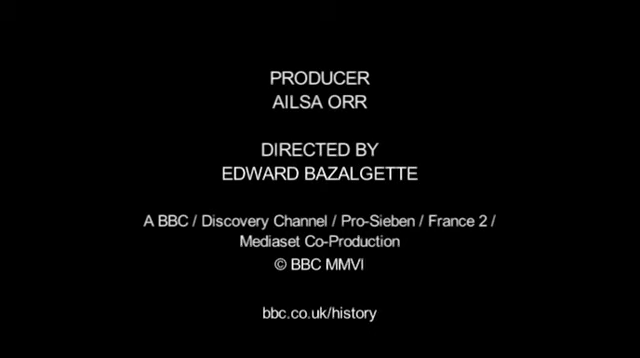 PRODUCER
AILSA ORR
DIRECTED BY
EDWARD BAZALGETTE
A BBC / Discovery Channel / Pro-Sieben / France 2 /
Mediaset Co-Production
© BBC MMVI
bbc.co.uk/history